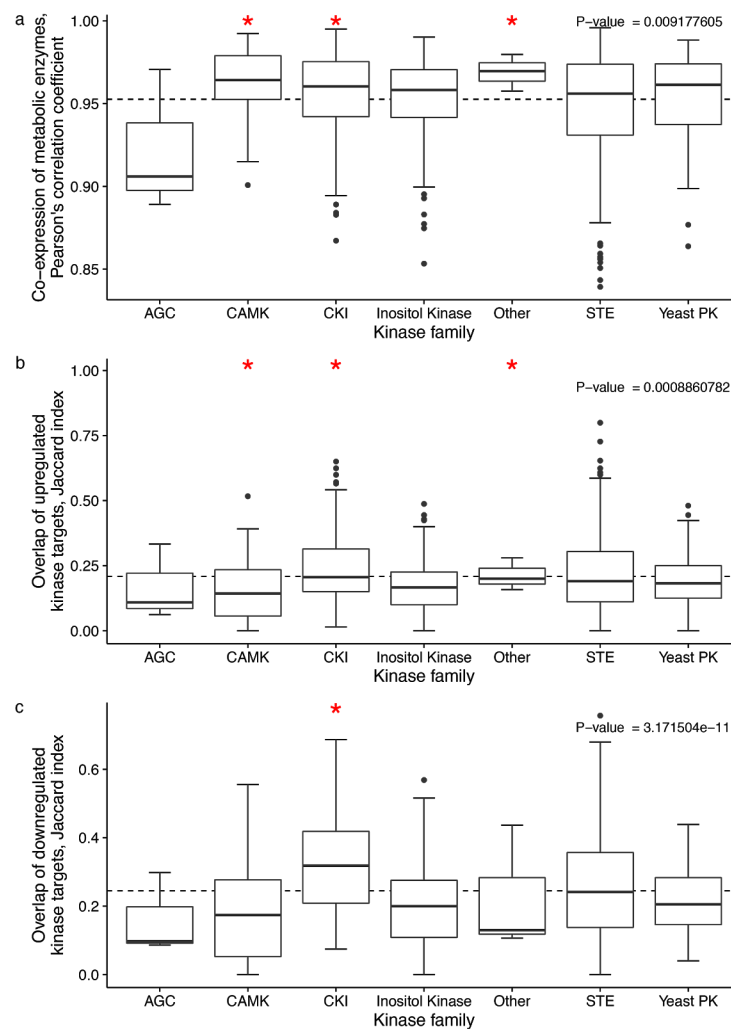 a
Co−expression of metabolic enzymes,
Pearson's correlation coefficient
1.00
0.95
0.90
0.85
* * *
P−value = 0.009177605
AGC CAMK CKI Inositol Kinase Other STE Yeast PK
Kinase family
b
Overlap of upregulated
kinase targets, Jaccard index
1.00
0.75
0.50
0.25
0.00
* * *
P−value = 0.0008860782
AGC CAMK CKI Inositol Kinase Other STE Yeast PK
Kinase family
c
Overlap of downregulated
kinase targets, Jaccard index
0.6
0.4
0.2
0.0
*
P−value = 3.171504e−11
AGC CAMK CKI Inositol Kinase Other STE Yeast PK
Kinase family